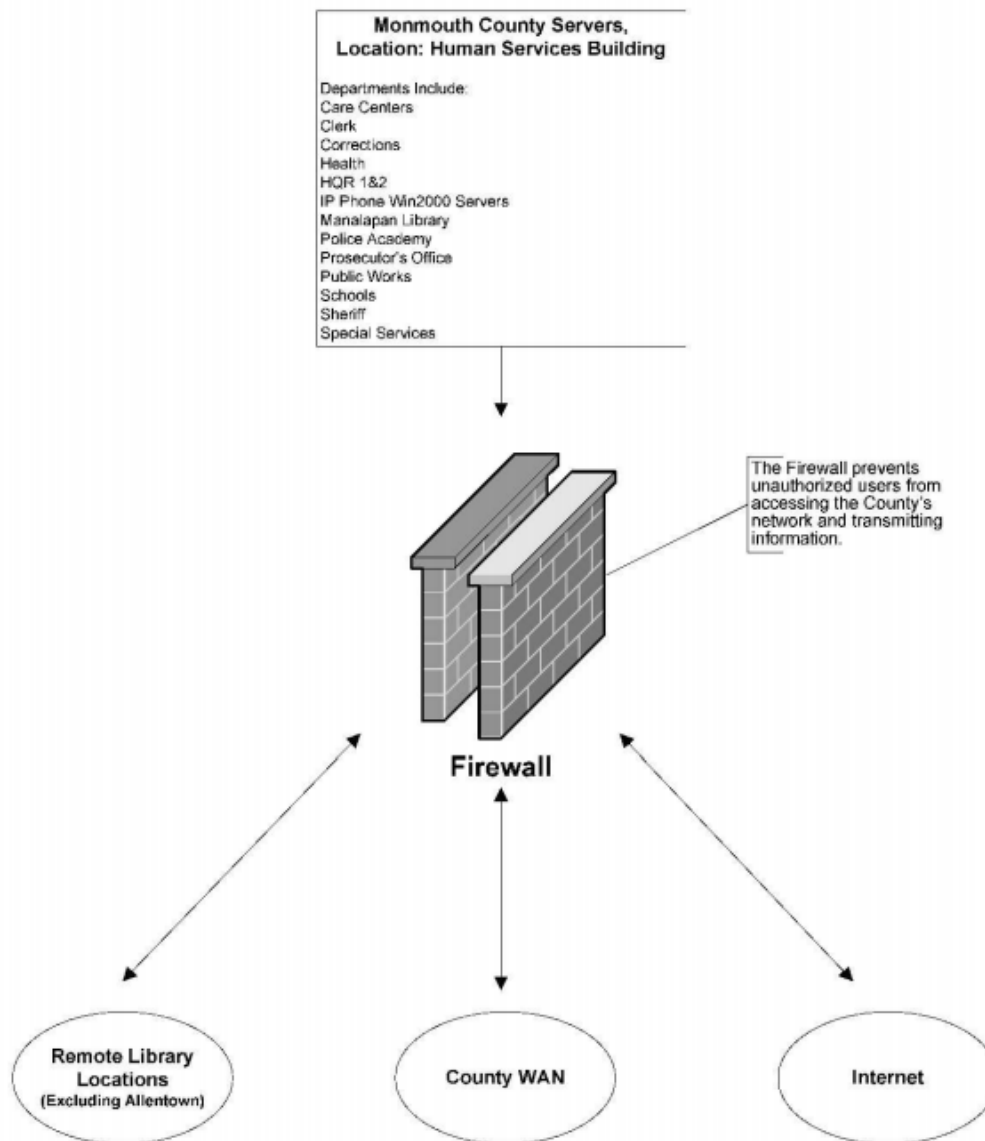 Monmouth County Servers,
Location: Human Services Building
Departments Include:
Care Centers
Clerk
Corrections
Health
HQR 1&2
IP Phone Win2000 Servers
Manalapan Library
Police Academy
Prosecutor's Office
Public Works
Schools
Sheriff
Special Services
The Firewall prevents
unauthorized users from
accessing the County's
network and transmitting
information.
Firewall
Remote Library
Locations
(Excluding Allentown)
County WAN
Internet